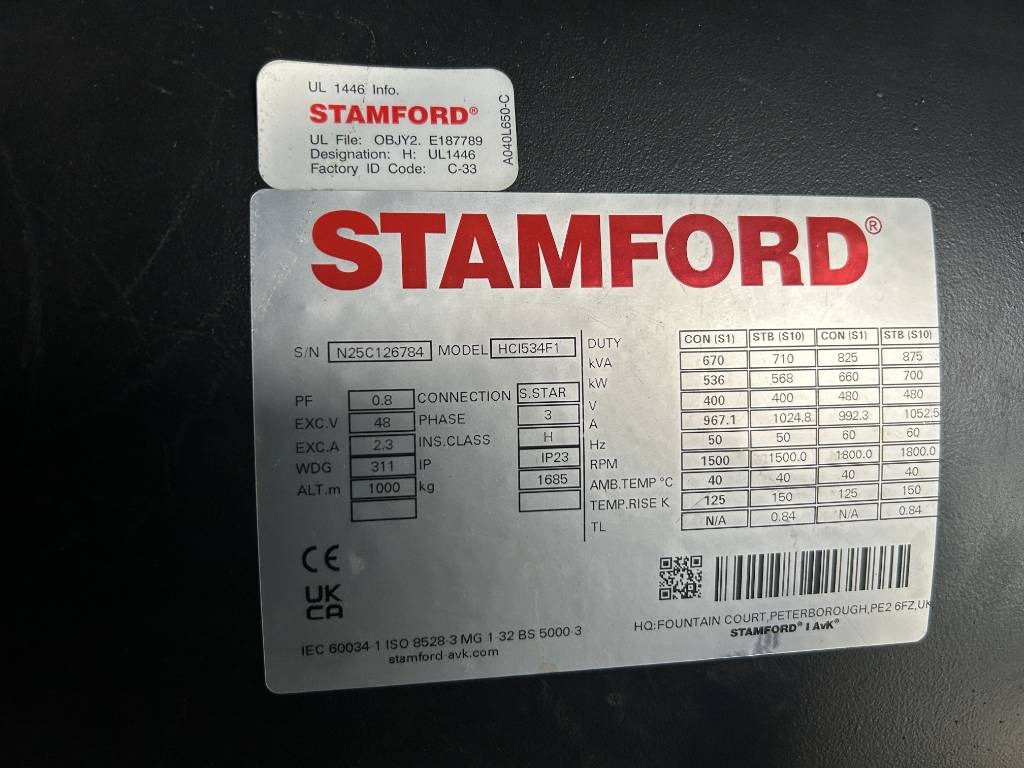 UL 1446 Info.
STAMFORD®
UL File: OBJY2. E187789
Designation: H: UL1446
Factory ID Code: C-33
A040L650-C
STAMFORD®
S/N N25C126784 MODEL HCI534F1
PF 0.8 CONNECTION S.STAR
EXC.V 48 PHASE 3
EXC.A 2.3 INS.CLASS H
WDG 311 IP IP23
ALT.m 1000 kg 1685
DUTY CON (S1) STB (S10) CON (S1) STB (S10)
kVA 670 710 825 875
kW 536 568 660 700
V 400 400 480 480
A 967.1 1024.8 992.3 1052.5
Hz 50 50 60 60
RPM 1500 1500.0 1800.0 1800.0
AMB.TEMP °C 40 40 40 40
TEMP.RISE K 125 150 125 150
TL N/A 0.84 N/A 0.84
CE
UK
CA
IEC 60034-1 ISO 8528-3 MG 1-32 BS 5000-3
stamford-avk.com
HQ:FOUNTAIN COURT,PETERBOROUGH,PE2 6FZ,UK
STAMFORD® | AvK®